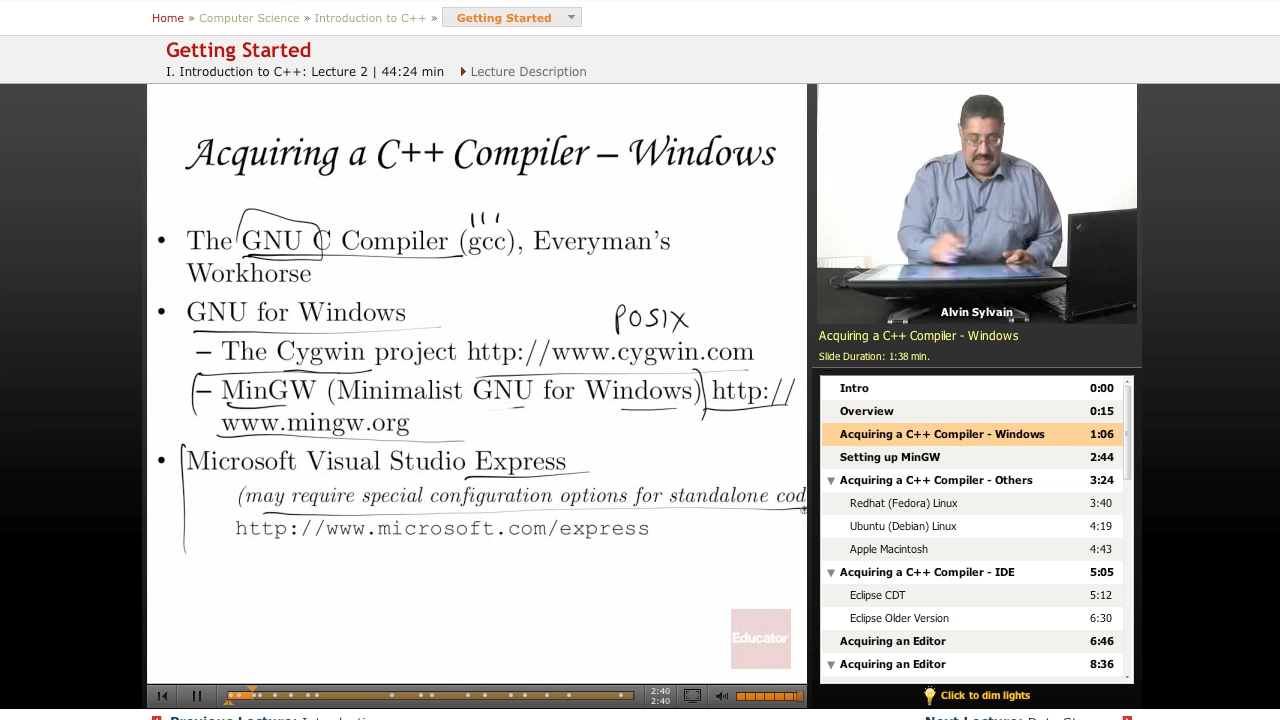 Home » Computer Science » Introduction to C++ » Getting Started
Getting Started
I. Introduction to C++: Lecture 2 | 44:24 min Lecture Description
Acquiring a C++ Compiler – Windows
• The GNU C Compiler (gcc), Everyman's
Workhorse
• GNU for Windows
POSIX
– The Cygwin project http://www.cygwin.com
– MinGW (Minimalist GNU for Windows) http://
www.mingw.org
• Microsoft Visual Studio Express
(may require special configuration options for standalone cod
http://www.microsoft.com/express
Educator
2:40
2:40
Alvin Sylvain
Acquiring a C++ Compiler - Windows
Slide Duration: 1:38 min.
Intro 0:00
Overview 0:15
Acquiring a C++ Compiler - Windows 1:06
Setting up MinGW 2:44
Acquiring a C++ Compiler - Others 3:24
Redhat (Fedora) Linux 3:40
Ubuntu (Debian) Linux 4:19
Apple Macintosh 4:43
Acquiring a C++ Compiler - IDE 5:05
Eclipse CDT 5:12
Eclipse Older Version 6:30
Acquiring an Editor 6:46
Acquiring an Editor 8:36
Click to dim lights
Previous Lecture:
Next Lecture: